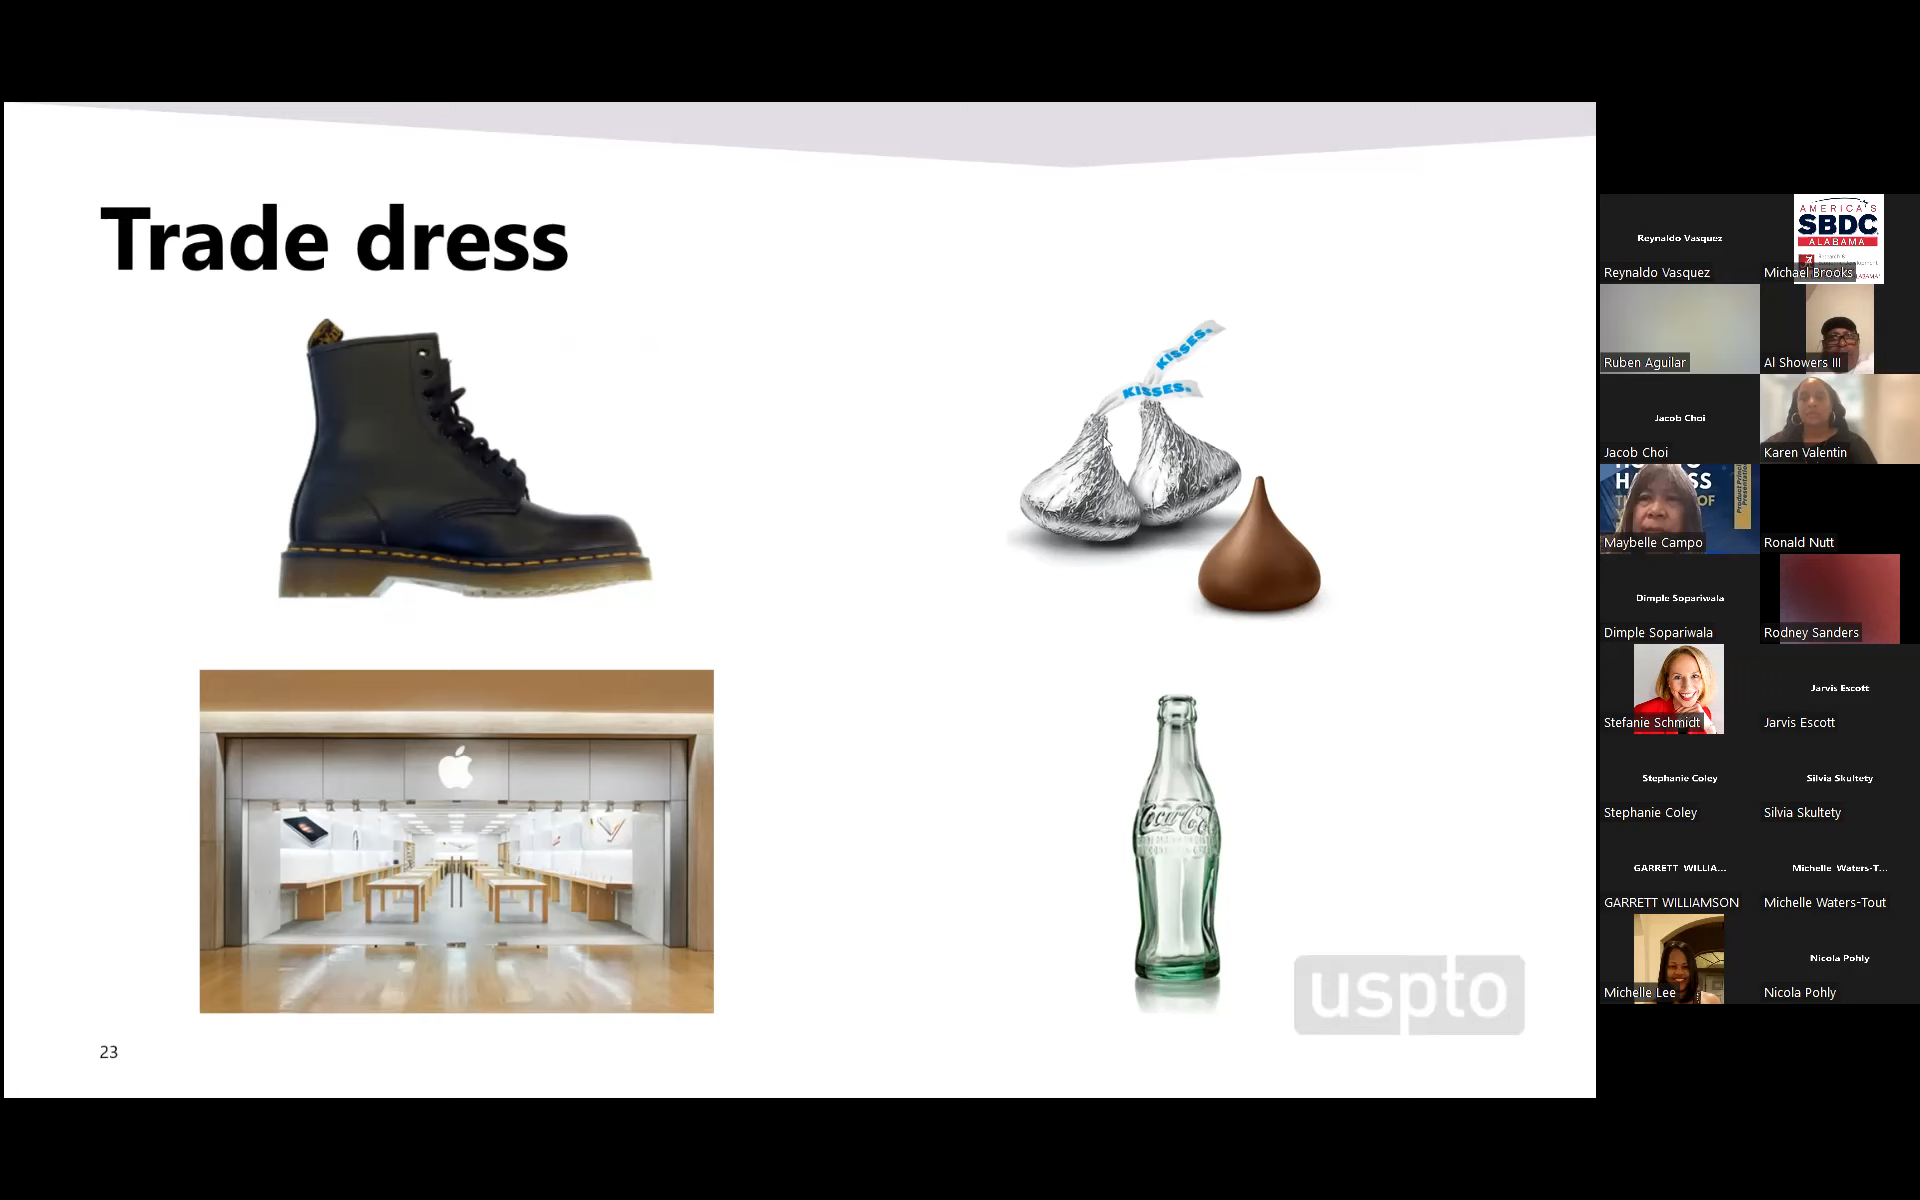 Trade dress
KISSES.
KISSES.
Coca-Cola
uspto
23
Reynaldo Vasquez
Reynaldo Vasquez
AMERICA'S
SBDC
ALABAMA
Michael Brooks
Ruben Aguilar
Al Showers III
Jacob Choi
Jacob Choi
Karen Valentin
Maybelle Campo
Ronald Nutt
Dimple Sopariwala
Dimple Sopariwala
Rodney Sanders
Stefanie Schmidt
Jarvis Escott
Jarvis Escott
Stephanie Coley
Stephanie Coley
Silvia Skultety
Silvia Skultety
GARRETT WILLIA...
GARRETT WILLIAMSON
Michelle Waters-T...
Michelle Waters-Tout
Michelle Lee
Nicola Pohly
Nicola Pohly